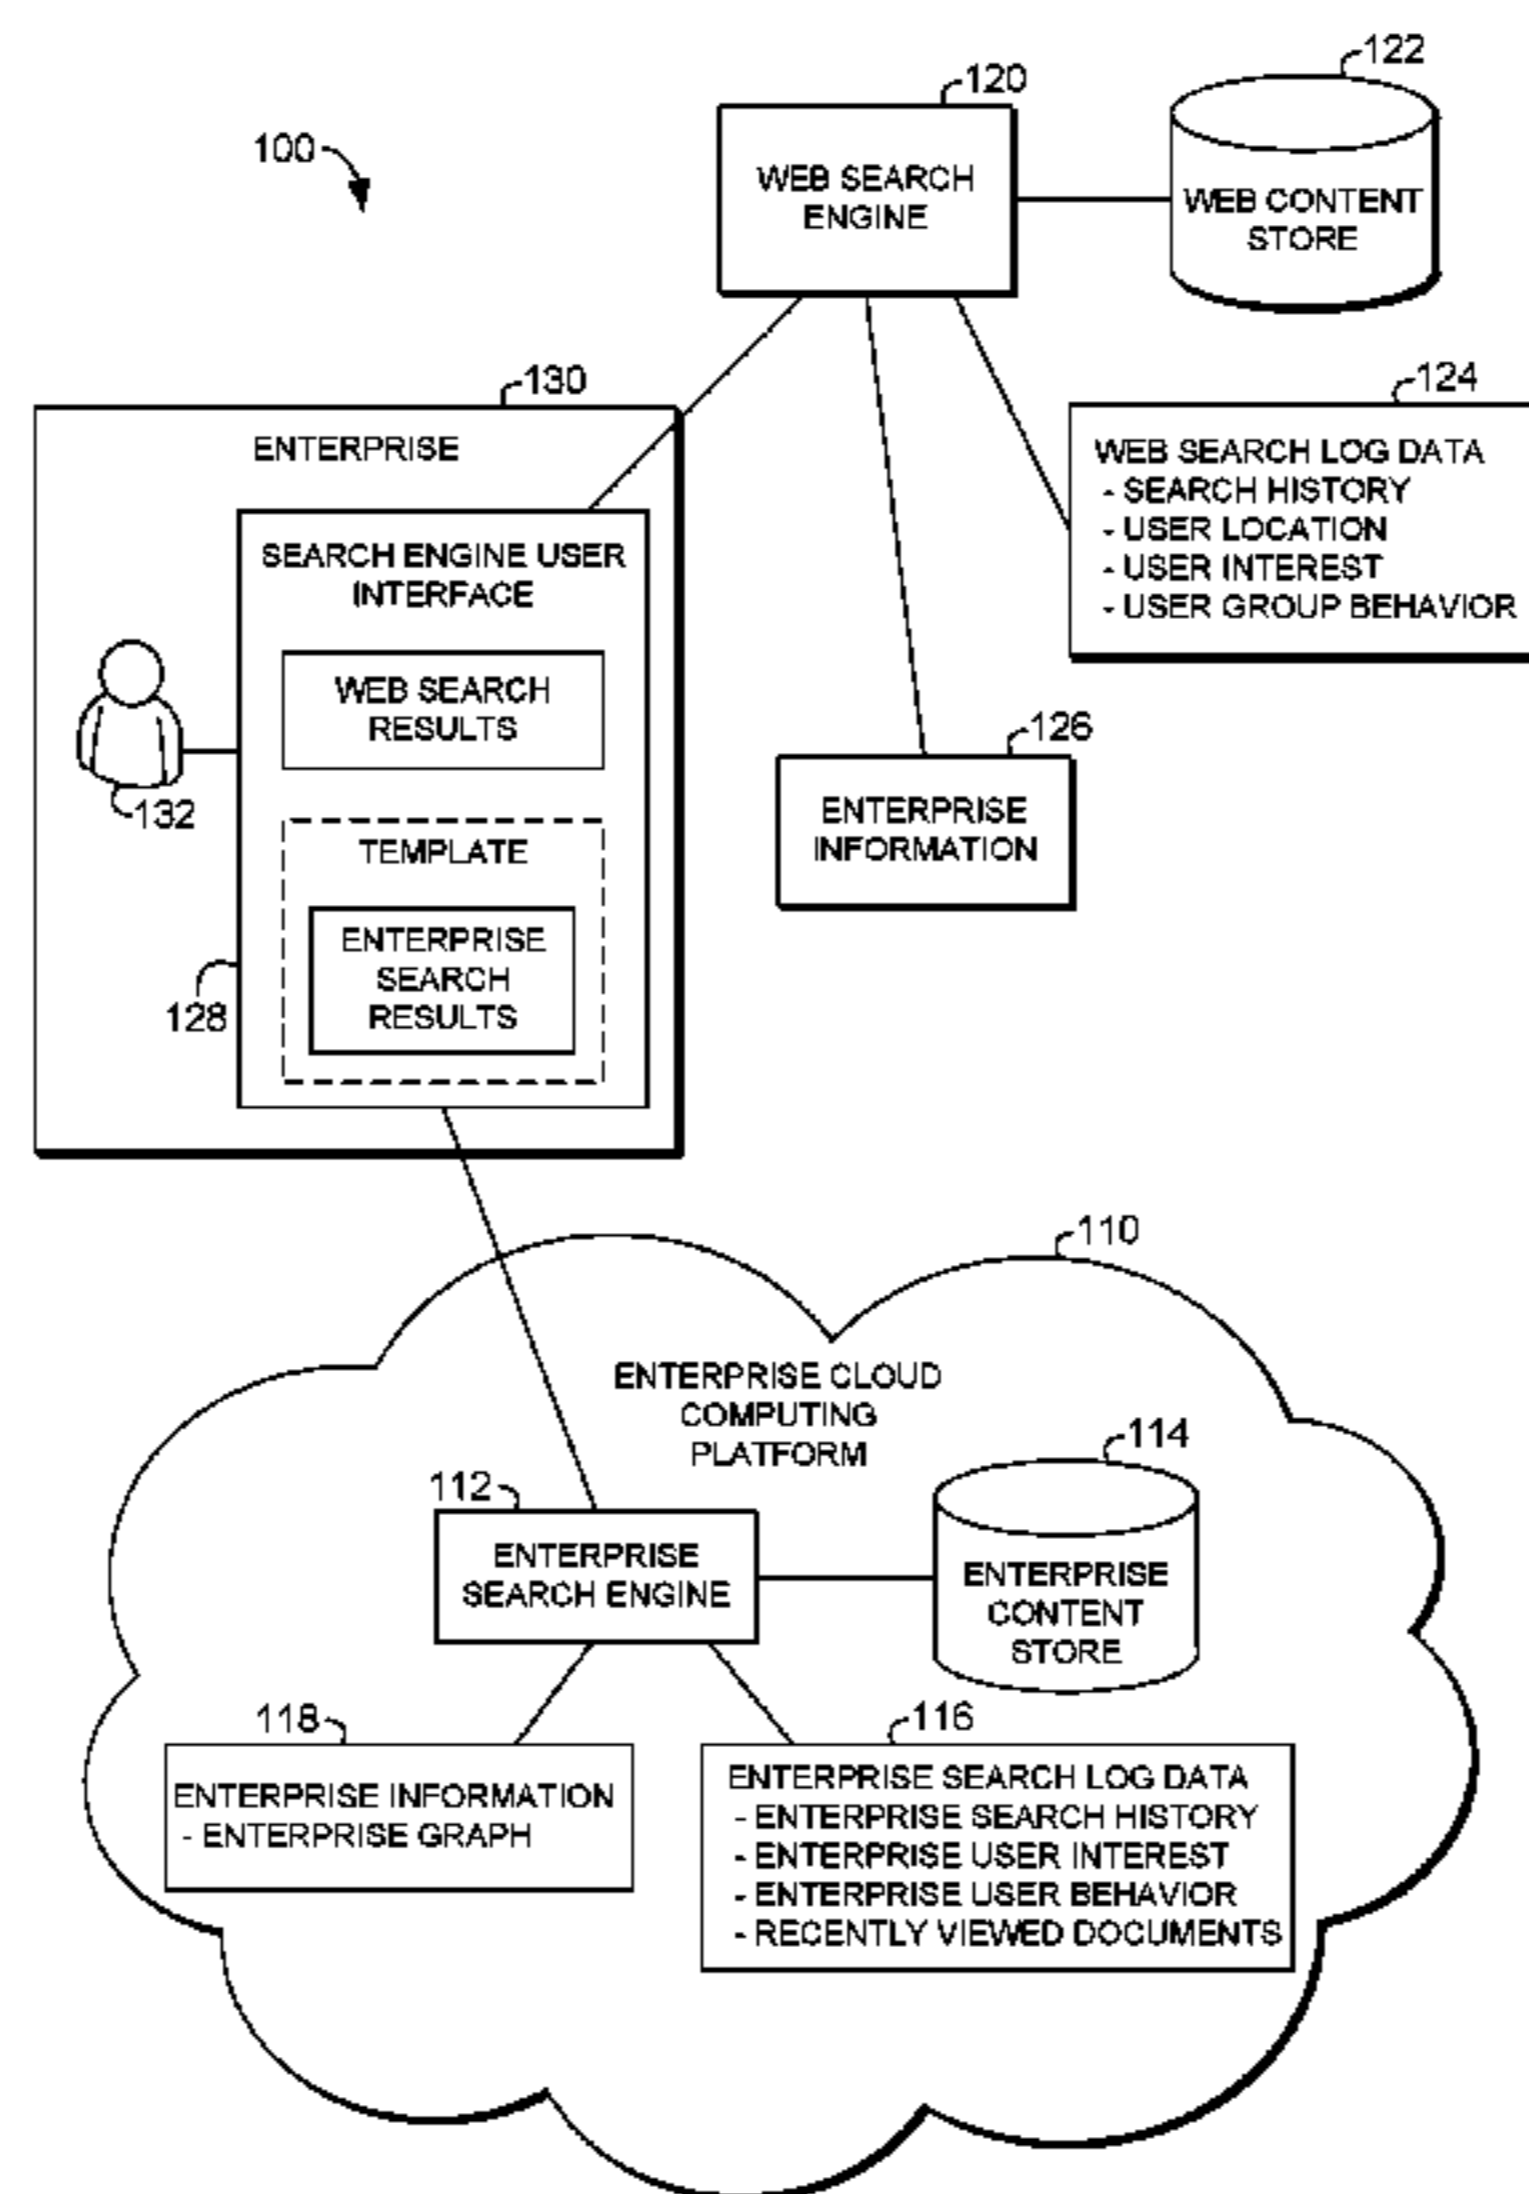 100
120
122
WEB SEARCH
ENGINE
WEB CONTENT
STORE
130
ENTERPRISE
124
WEB SEARCH LOG DATA
- SEARCH HISTORY
- USER LOCATION
- USER INTEREST
- USER GROUP BEHAVIOR
SEARCH ENGINE USER
INTERFACE
WEB SEARCH
RESULTS
132
TEMPLATE
ENTERPRISE
SEARCH
RESULTS
128
126
ENTERPRISE
INFORMATION
110
ENTERPRISE CLOUD
COMPUTING
PLATFORM
112
ENTERPRISE
SEARCH ENGINE
114
ENTERPRISE
CONTENT
STORE
118
ENTERPRISE INFORMATION
- ENTERPRISE GRAPH
116
ENTERPRISE SEARCH LOG DATA
- ENTERPRISE SEARCH HISTORY
- ENTERPRISE USER INTEREST
- ENTERPRISE USER BEHAVIOR
- RECENTLY VIEWED DOCUMENTS